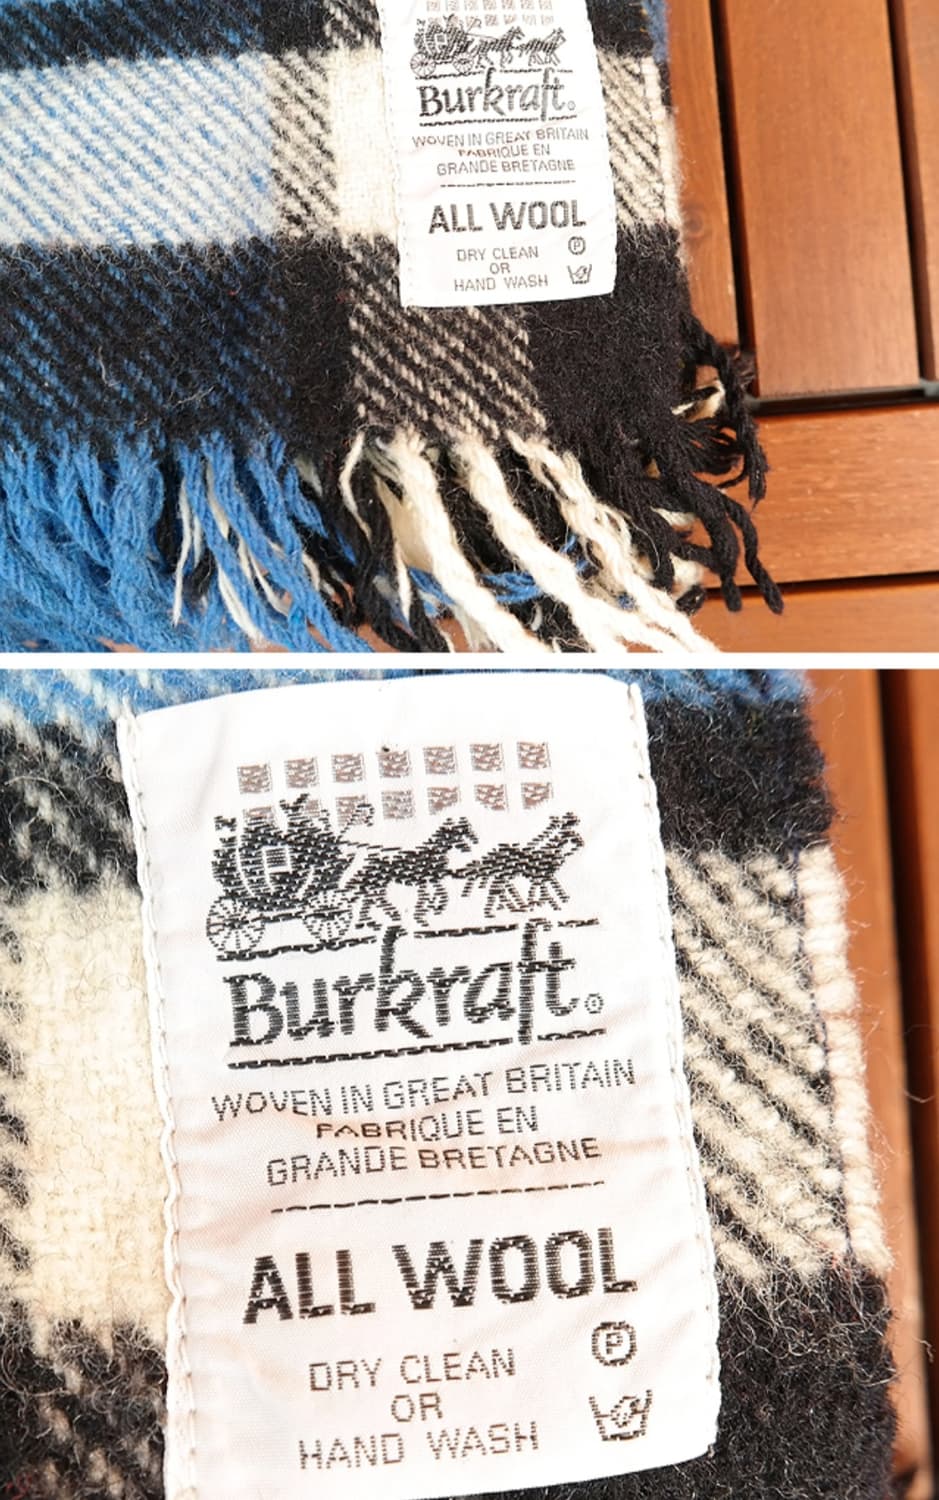 Burkraft®
WOVEN IN GREAT BRITAIN
FABRIQUE EN
GRANDE BRETAGNE
ALL WOOL
DRY CLEAN
OR
HAND WASH
P
Burkraft®
WOVEN IN GREAT BRITAIN
FABRIQUE EN
GRANDE BRETAGNE
ALL WOOL
P
DRY CLEAN
OR
HAND WASH